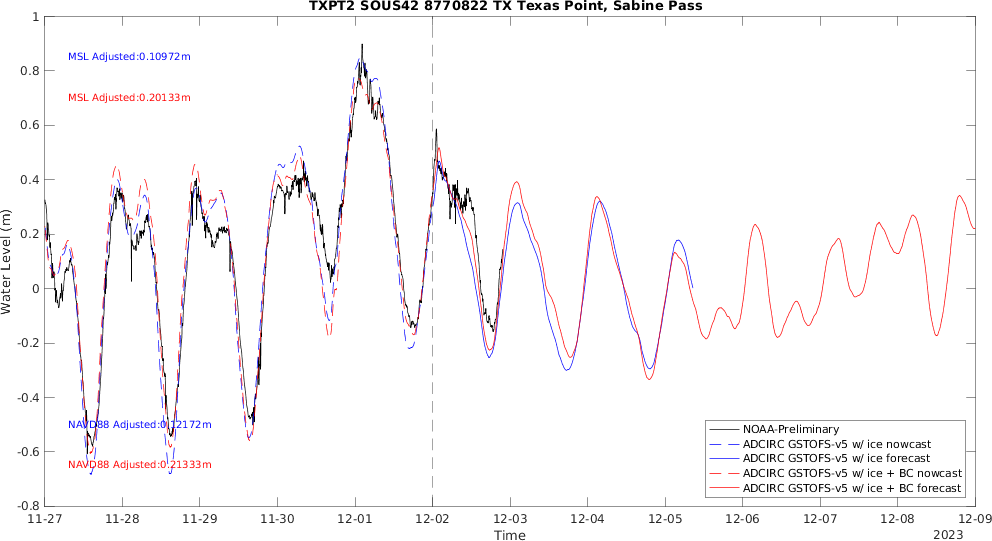 TXPT2 SOUS42 8770822 TX Texas Point, Sabine Pass
1
0.8
0.6
0.4
0.2
0
-0.2
-0.4
-0.6
-0.8
Water Level (m)
MSL Adjusted:0.10972m
MSL Adjusted:0.20133m
NAVD88 Adjusted:0.12172m
NAVD88 Adjusted:0.21333m
NOAA-Preliminary
ADCIRC GSTOFS-v5 w/ ice nowcast
ADCIRC GSTOFS-v5 w/ ice forecast
ADCIRC GSTOFS-v5 w/ ice + BC nowcast
ADCIRC GSTOFS-v5 w/ ice + BC forecast
11-27 11-28 11-29 11-30 12-01 12-02 12-03 12-04 12-05 12-06 12-07 12-08 12-09
Time
2023